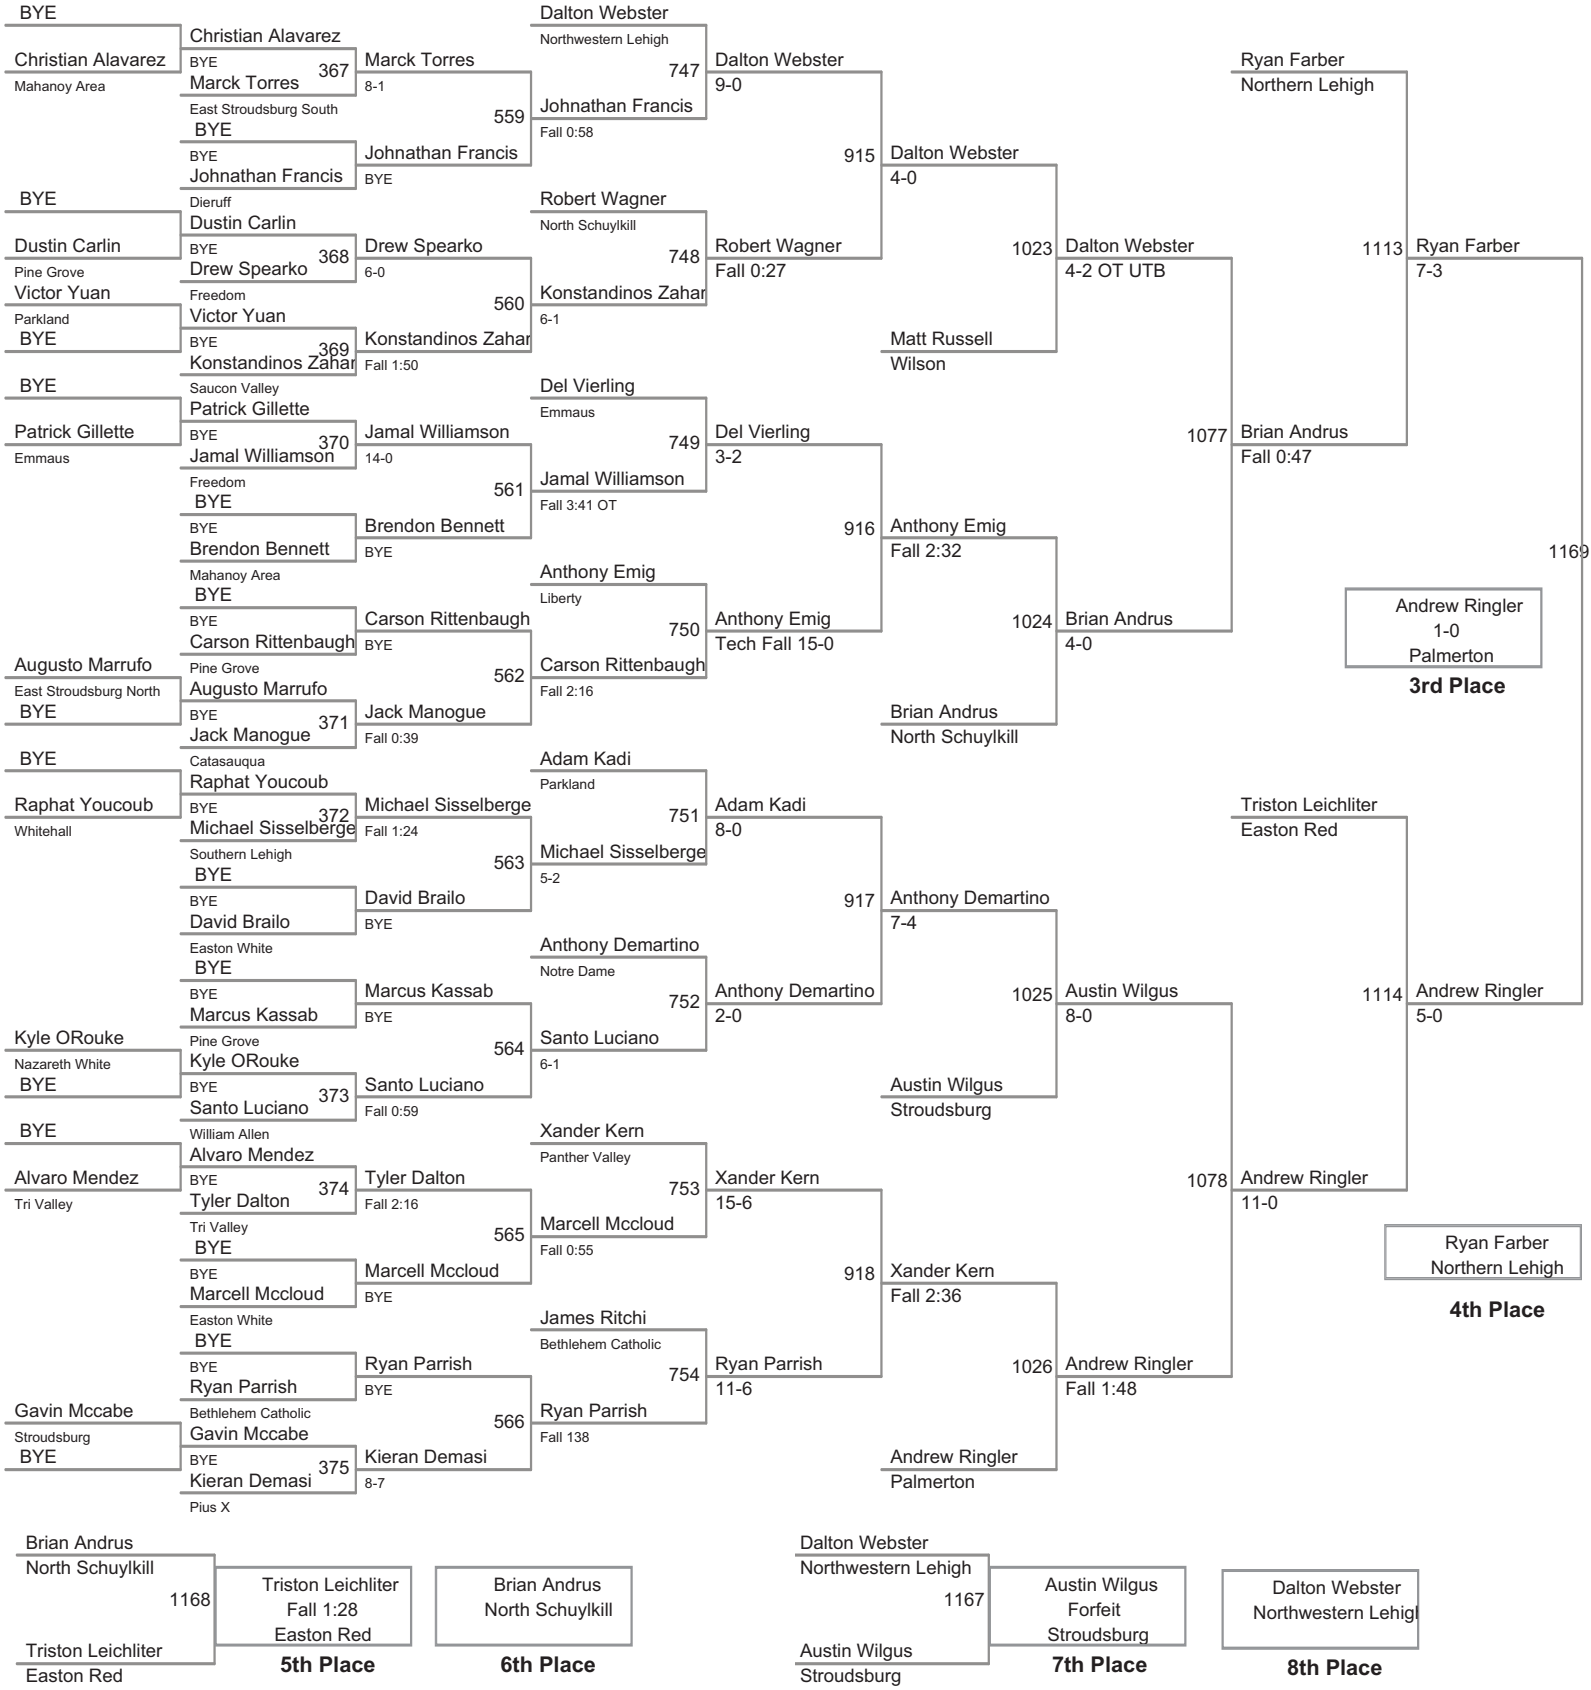 BYE
Christian Alavarez
Mahanoy Area
BYE
Dustin Carlin
Pine Grove
Victor Yuan
Parkland
BYE
BYE
Patrick Gillette
Emmaus
Augusto Marrufo
East Stroudsburg North
BYE
BYE
Raphat Youcoub
Whitehall
Kyle ORouke
Nazareth White
BYE
BYE
Alvaro Mendez
Tri Valley
Gavin Mccabe
Stroudsburg
BYE
Christian Alavarez
BYE
367
Marck Torres
East Stroudsburg South
BYE
BYE
Johnathan Francis
Dieruff
Dustin Carlin
BYE
368
Drew Spearko
Freedom
Victor Yuan
BYE
369
Konstandinos Zahar
Saucon Valley
Patrick Gillette
BYE
370
Jamal Williamson
Freedom
BYE
BYE
Brendon Bennett
Mahanoy Area
BYE
BYE
Carson Rittenbaugh
Pine Grove
Augusto Marrufo
BYE
371
Jack Manogue
Catasauqua
Raphat Youcoub
BYE
372
Michael Sisselberge
Southern Lehigh
BYE
BYE
David Brailo
Easton White
BYE
BYE
Marcus Kassab
Pine Grove
Kyle ORouke
BYE
373
Santo Luciano
William Allen
Alvaro Mendez
BYE
374
Tyler Dalton
Tri Valley
BYE
BYE
Marcell Mccloud
Easton White
BYE
BYE
Ryan Parrish
Bethlehem Catholic
Gavin Mccabe
BYE
375
Kieran Demasi
Pius X
Marck Torres
8-1
559
Johnathan Francis
BYE
Drew Spearko
6-0
560
Konstandinos Zahar
Fall 1:50
Jamal Williamson
14-0
561
Brendon Bennett
BYE
Carson Rittenbaugh
BYE
562
Jack Manogue
Fall 0:39
Michael Sisselberge
Fall 1:24
563
David Brailo
BYE
Marcus Kassab
BYE
564
Santo Luciano
Fall 0:59
Tyler Dalton
Fall 2:16
565
Marcell Mccloud
BYE
Ryan Parrish
BYE
566
Kieran Demasi
8-7
Dalton Webster
Northwestern Lehigh
747
Johnathan Francis
Fall 0:58
Robert Wagner
North Schuylkill
748
Konstandinos Zahar
6-1
Del Vierling
Emmaus
749
Jamal Williamson
Fall 3:41 OT
Anthony Emig
Liberty
750
Carson Rittenbaugh
Fall 2:16
Adam Kadi
Parkland
751
Michael Sisselberge
5-2
Anthony Demartino
Notre Dame
752
Santo Luciano
6-1
Xander Kern
Panther Valley
753
Marcell Mccloud
Fall 0:55
James Ritchi
Bethlehem Catholic
754
Ryan Parrish
Fall 138
Dalton Webster
9-0
915
Robert Wagner
Fall 0:27
Del Vierling
3-2
916
Anthony Emig
Tech Fall 15-0
Adam Kadi
8-0
917
Anthony Demartino
2-0
Xander Kern
15-6
918
Ryan Parrish
11-6
Dalton Webster
4-0
1023
Matt Russell
Wilson
Anthony Emig
Fall 2:32
1024
Brian Andrus
North Schuylkill
Anthony Demartino
7-4
1025
Austin Wilgus
Stroudsburg
Xander Kern
Fall 2:36
1026
Andrew Ringler
Palmerton
Dalton Webster
4-2 OT UTB
1077
Brian Andrus
4-0
Austin Wilgus
8-0
1078
Andrew Ringler
Fall 1:48
Ryan Farber
Northern Lehigh
1113
Brian Andrus
Fall 0:47
Triston Leichliter
Easton Red
1114
Andrew Ringler
11-0
Ryan Farber
7-3
1169
Andrew Ringler
5-0
Andrew Ringler
1-0
Palmerton
3rd Place
Ryan Farber
Northern Lehigh
4th Place
Brian Andrus
North Schuylkill
1168
Triston Leichliter
Easton Red
Triston Leichliter
Fall 1:28
Easton Red
5th Place
Brian Andrus
North Schuylkill
6th Place
Dalton Webster
Northwestern Lehigh
1167
Austin Wilgus
Stroudsburg
Austin Wilgus
Forfeit
Stroudsburg
7th Place
Dalton Webster
Northwestern Lehigh
8th Place